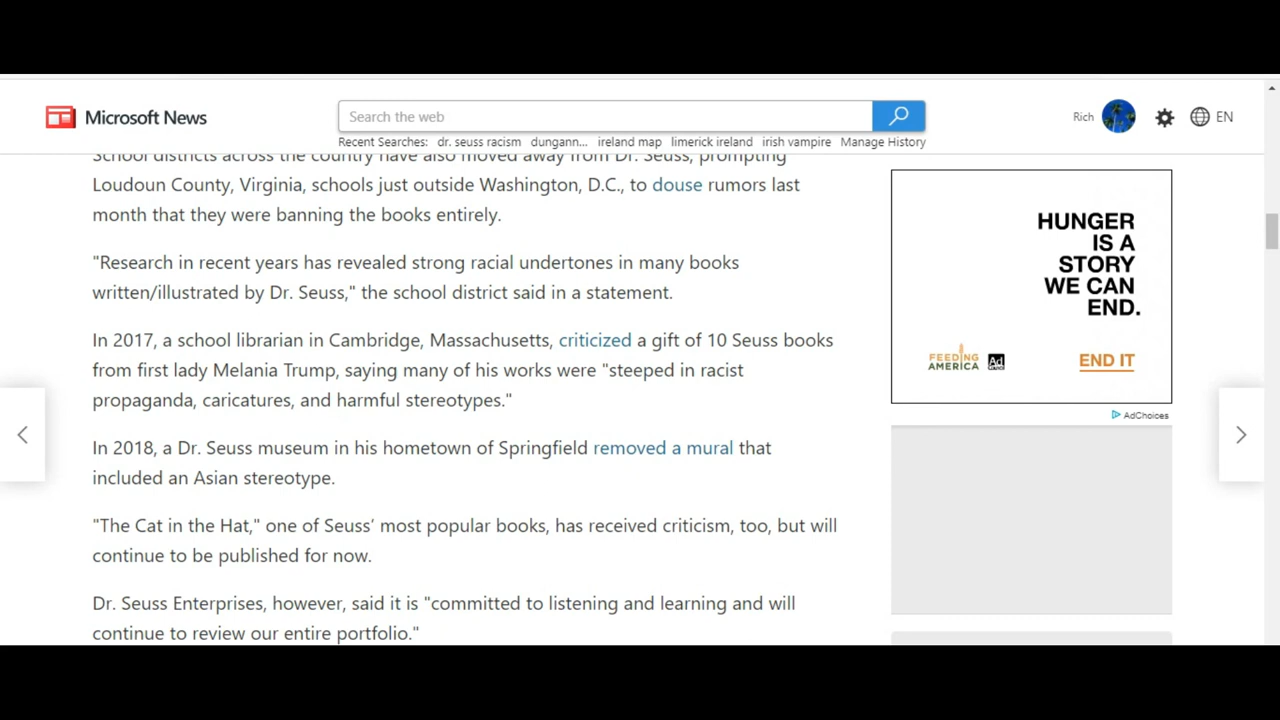 Microsoft News
Search the web
Rich
EN
Recent Searches: dr. seuss racism dungann... ireland map limerick ireland irish vampire Manage History
School districts across the country have also moved away from Dr. Seuss, prompting
Loudoun County, Virginia, schools just outside Washington, D.C., to douse rumors last
month that they were banning the books entirely.
"Research in recent years has revealed strong racial undertones in many books
written/illustrated by Dr. Seuss," the school district said in a statement.
In 2017, a school librarian in Cambridge, Massachusetts, criticized a gift of 10 Seuss books
from first lady Melania Trump, saying many of his works were "steeped in racist
propaganda, caricatures, and harmful stereotypes."
In 2018, a Dr. Seuss museum in his hometown of Springfield removed a mural that
included an Asian stereotype.
"The Cat in the Hat," one of Seuss’ most popular books, has received criticism, too, but will
continue to be published for now.
Dr. Seuss Enterprises, however, said it is "committed to listening and learning and will
continue to review our entire portfolio."
HUNGER
IS A
STORY
WE CAN
END.
FEEDING
AMERICA
Ad
END IT
AdChoices